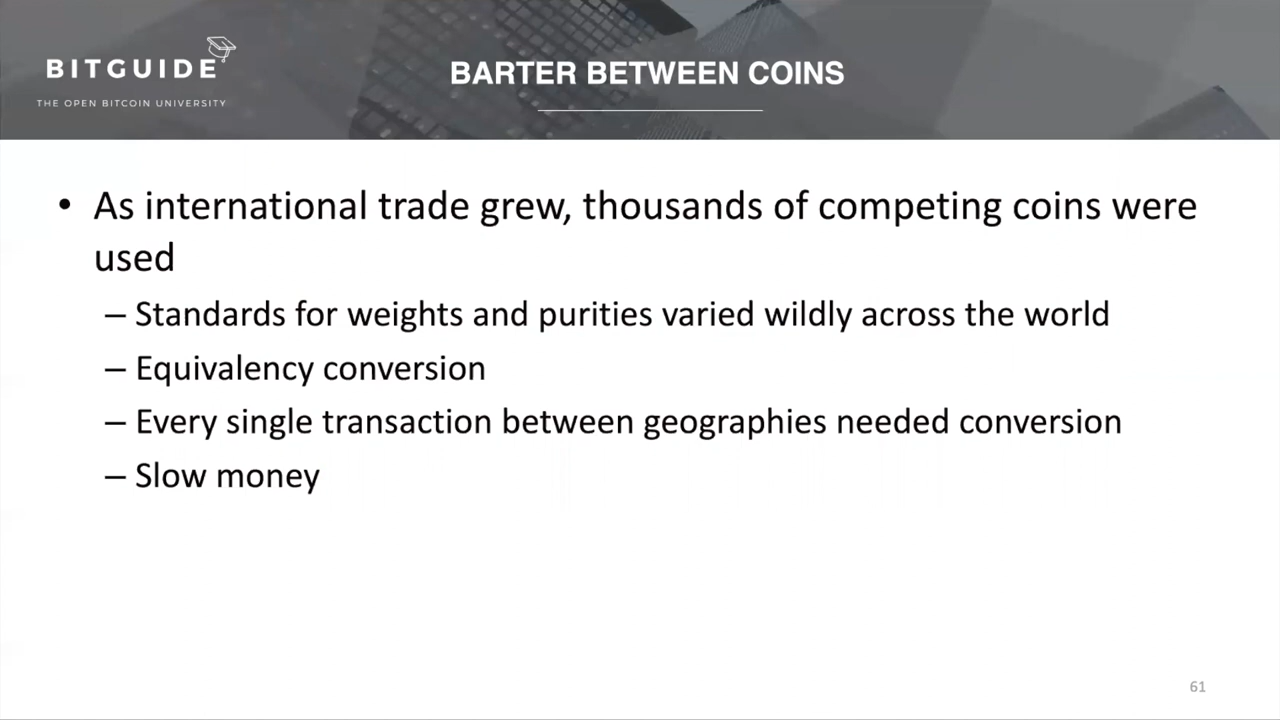 BITGUIDE
THE OPEN BITCOIN UNIVERSITY
BARTER BETWEEN COINS
• As international trade grew, thousands of competing coins were
used
– Standards for weights and purities varied wildly across the world
– Equivalency conversion
– Every single transaction between geographies needed conversion
– Slow money
61